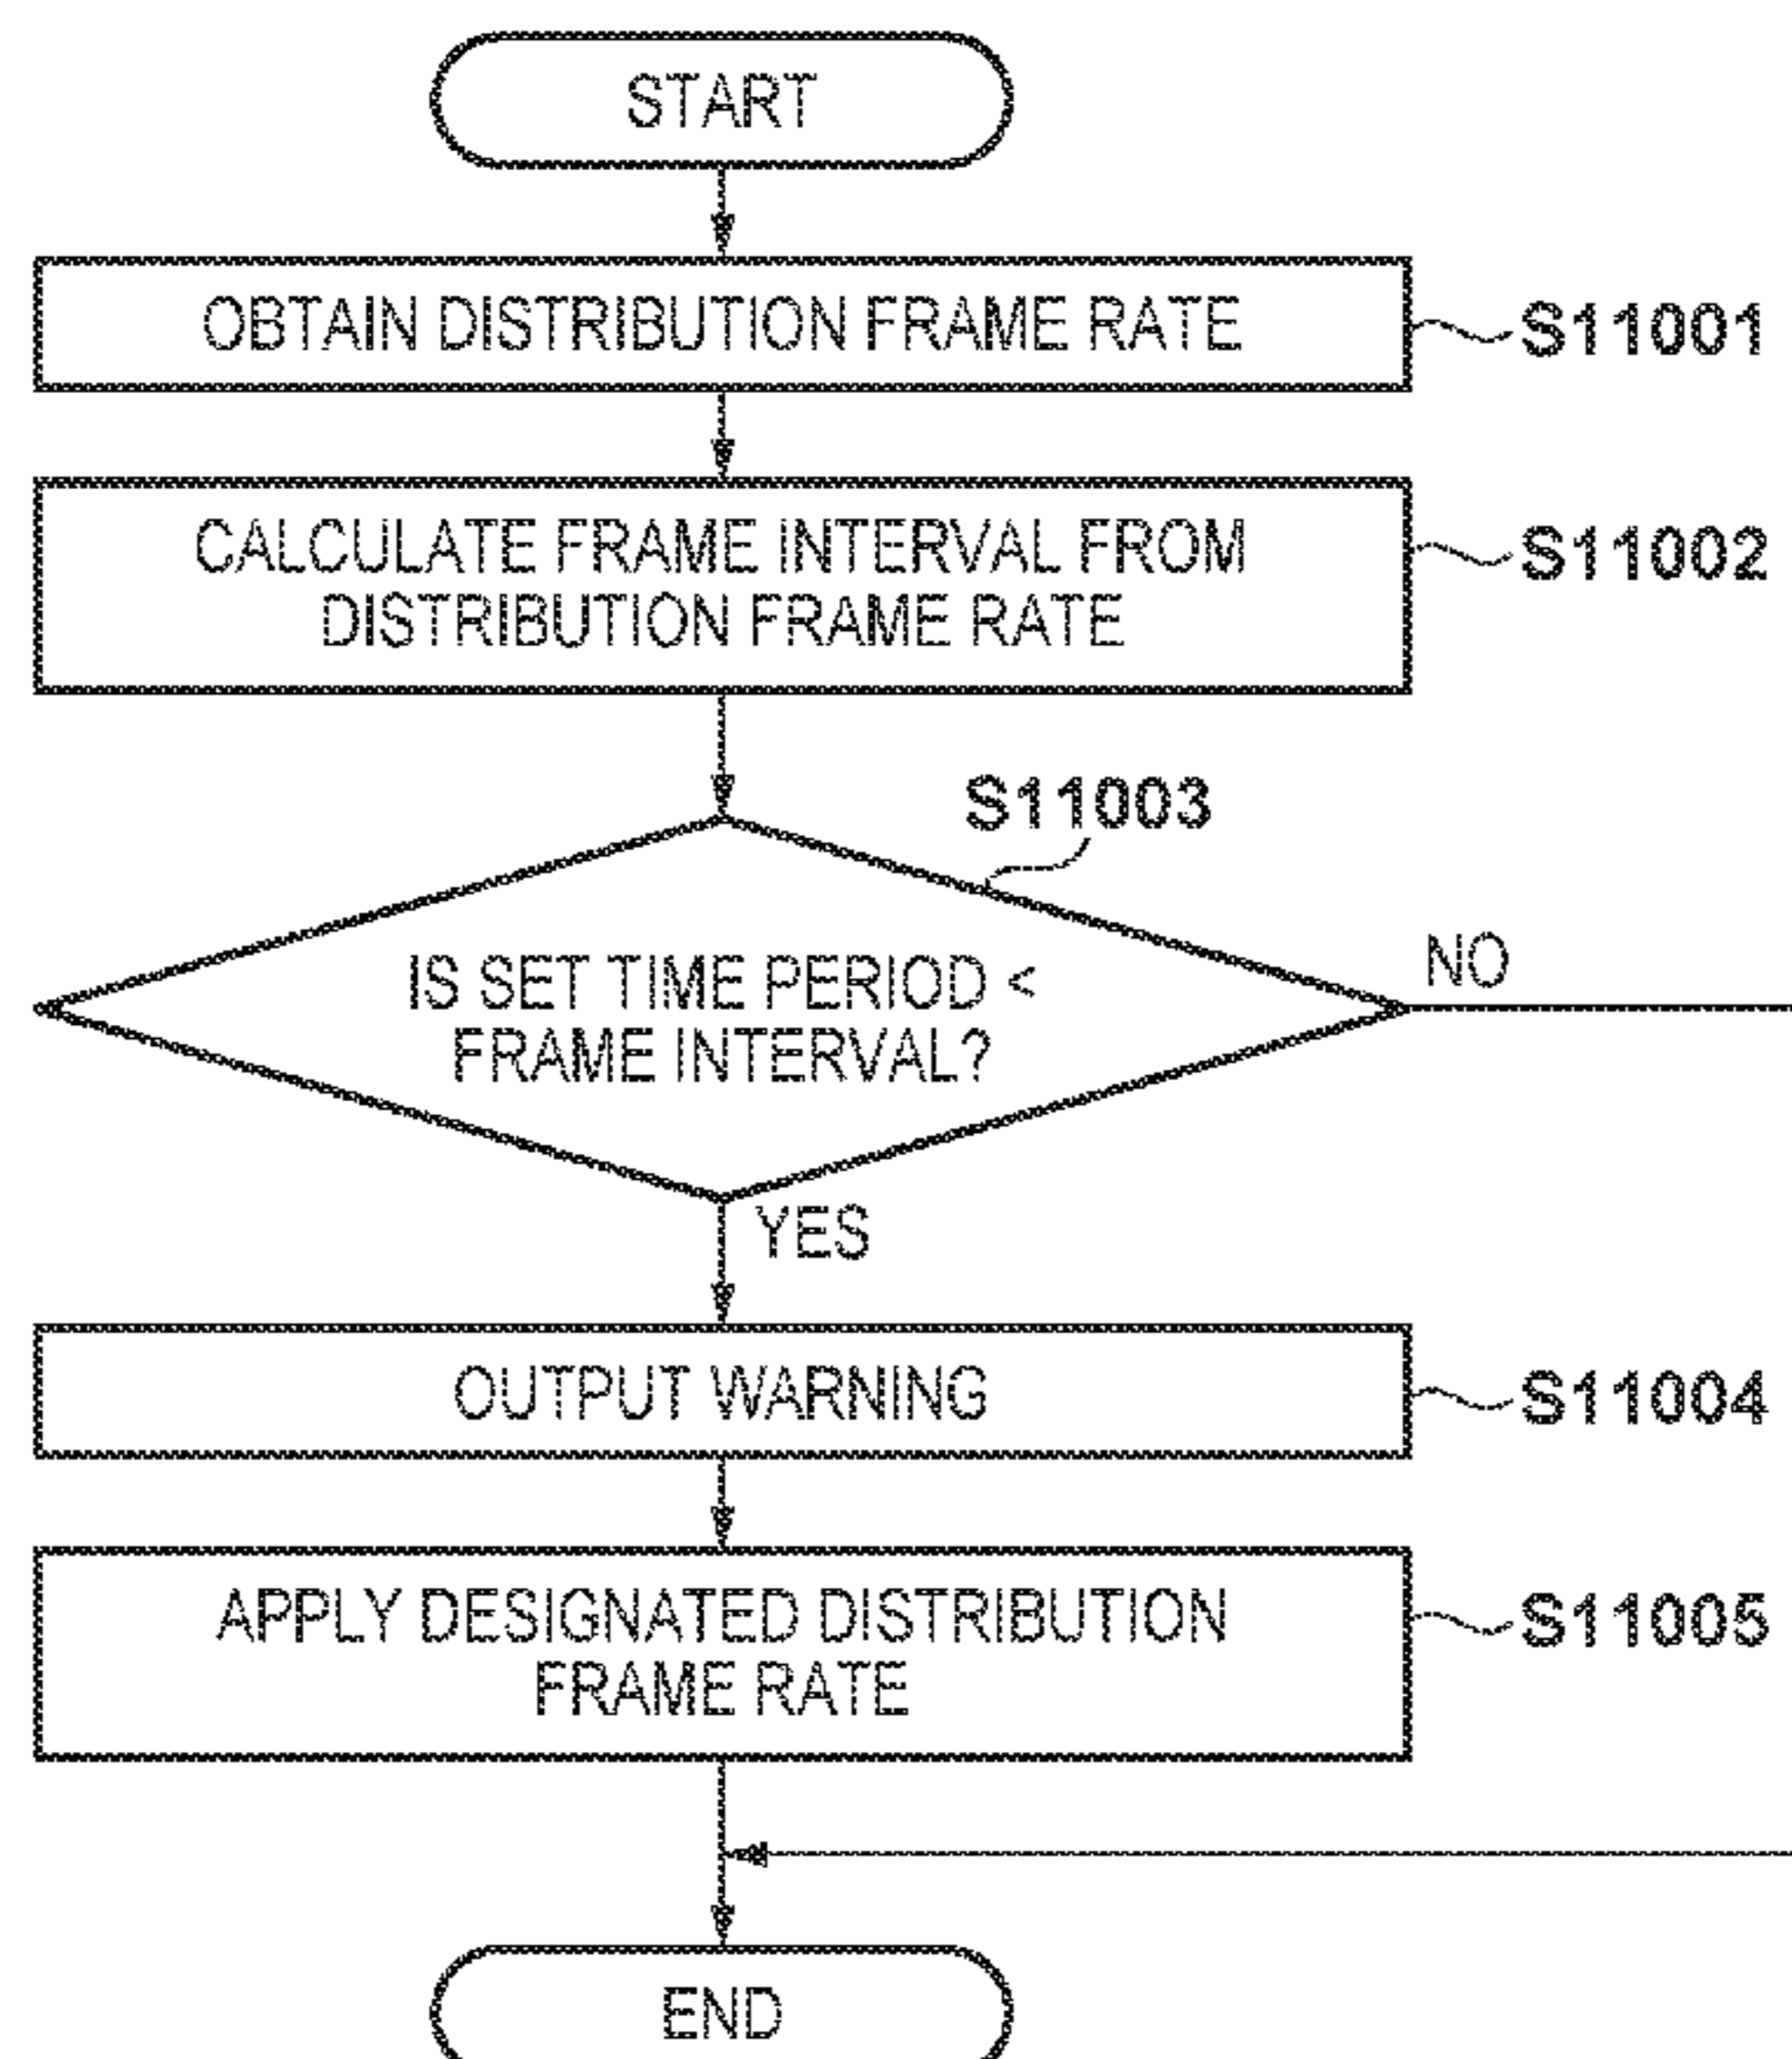 START
OBTAIN DISTRIBUTION FRAME RATE
S11001
CALCULATE FRAME INTERVAL FROM
DISTRIBUTION FRAME RATE
S11002
S11003
IS SET TIME PERIOD <
FRAME INTERVAL?
NO
YES
OUTPUT WARNING
S11004
APPLY DESIGNATED DISTRIBUTION
FRAME RATE
S11005
END